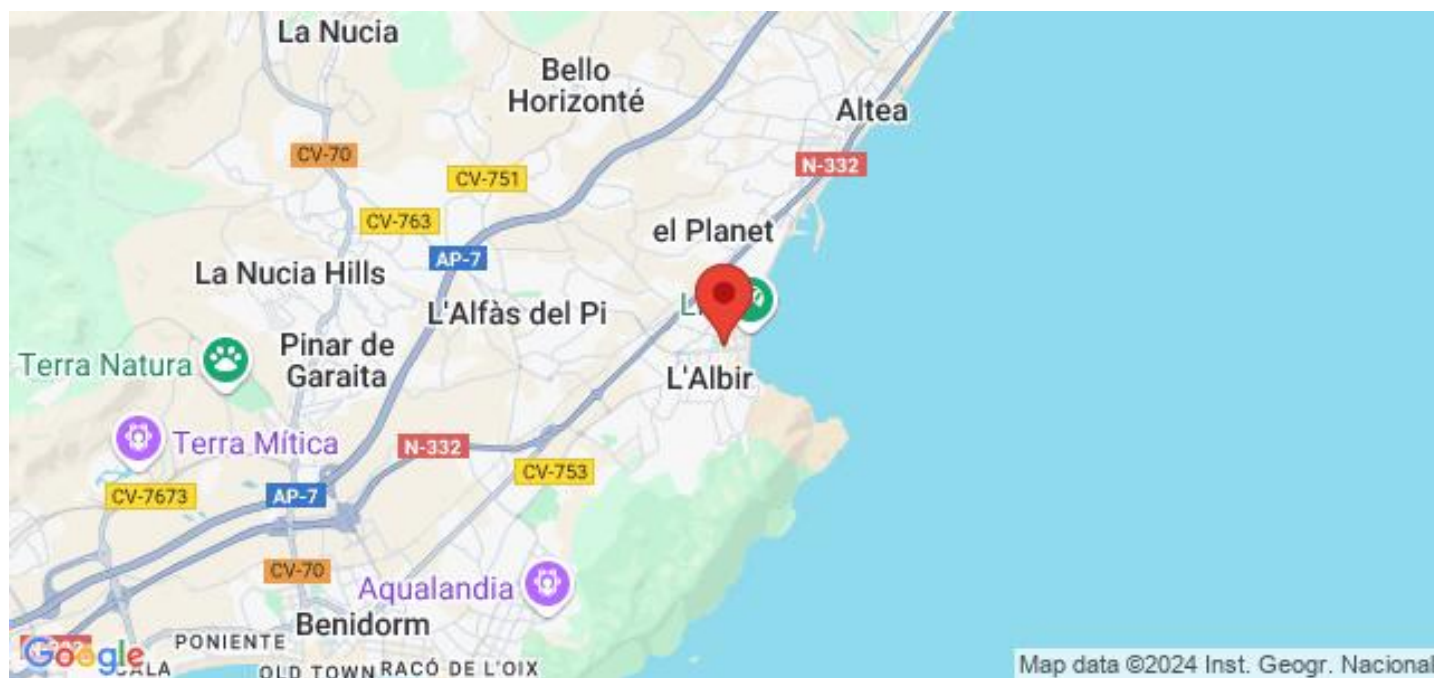 La Nucia
Bello
Horizonté
Altea
CV-70
N-332
CV-751
CV-763
el Planet
AP-7
La Nucia Hills
L'Alfàs del Pi
Pinar de
Garaita
Terra Natura
L'Albir
Terra Mítica
N-332
CV-753
CV-7673
AP-7
CV-70
Aqualandia
Benidorm
PONIENTE
Google
OLD TOWN
RACÓ DE L'OIX
Map data ©2024 Inst. Geogr. Nacional